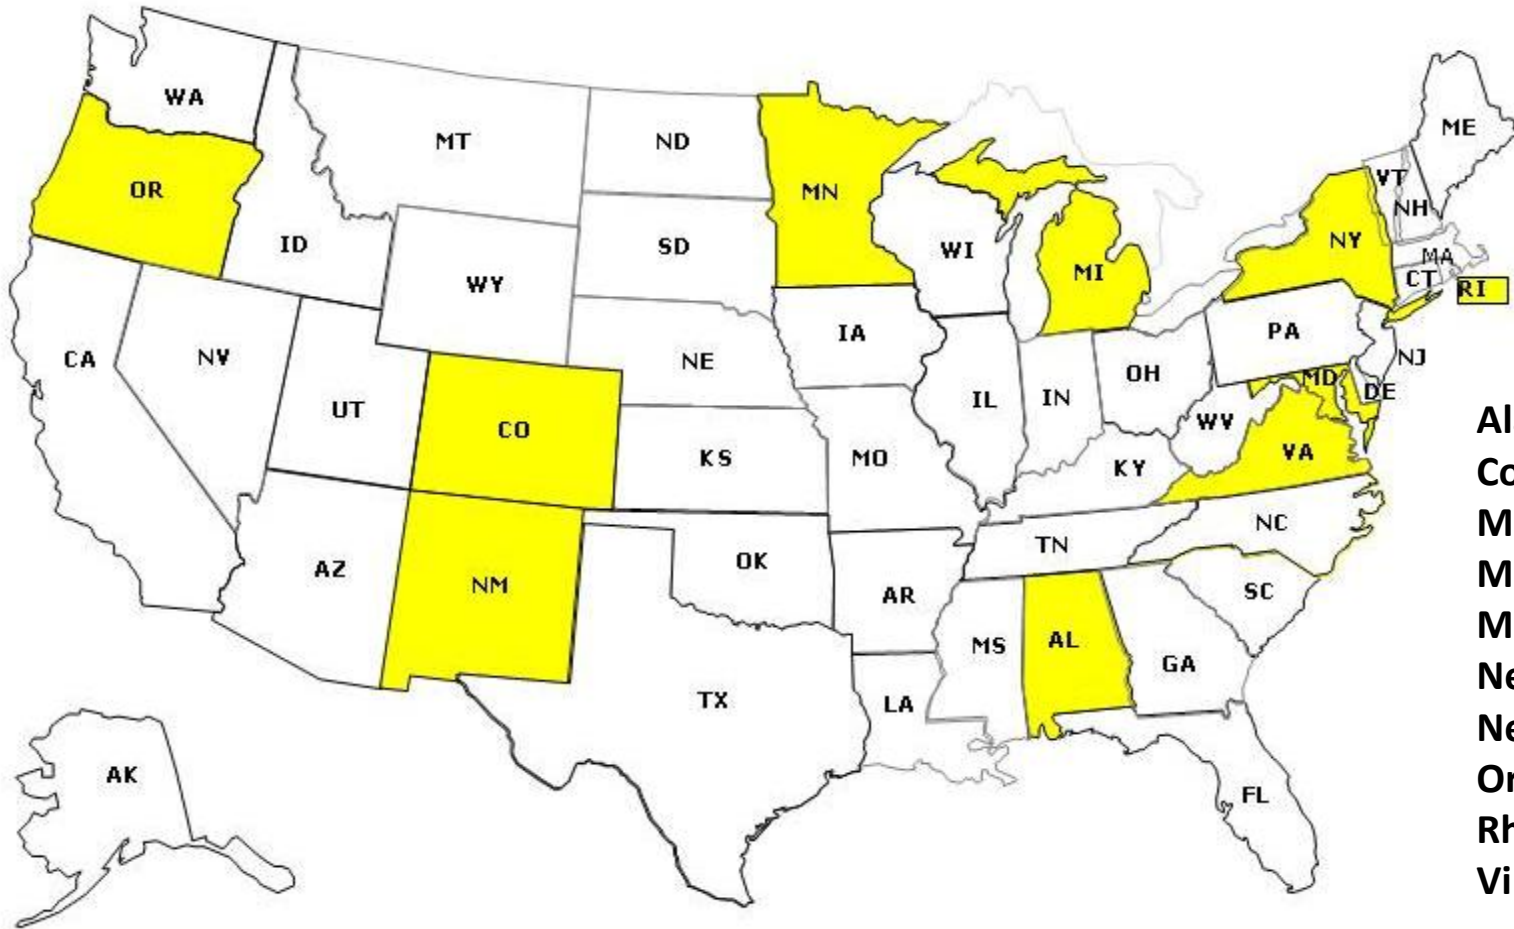 WA
MT
ND
MN
ME
OR
ID
SD
WI
VT
NH
NY
MA
WY
MI
CT
RI
IA
PA
CA
NV
NE
OH
NJ
UT
IL
IN
MD
DE
CO
WV
KS
MO
KY
VA
NC
AZ
NM
OK
TN
AR
SC
MS
AL
GA
TX
LA
AK
FL
Al
Co
M
M
M
Ne
Ne
Or
Rh
Vi